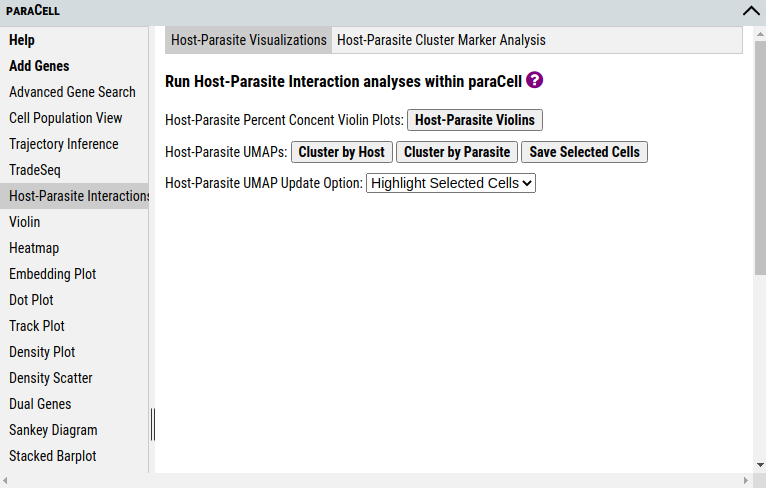 PARACELL
Help
Add Genes
Advanced Gene Search
Cell Population View
Trajectory Inference
TradeSeq
Host-Parasite Interactions
Violin
Heatmap
Embedding Plot
Dot Plot
Track Plot
Density Plot
Density Scatter
Dual Genes
Sankey Diagram
Stacked Barplot
Host-Parasite Visualizations Host-Parasite Cluster Marker Analysis
Run Host-Parasite Interaction analyses within paraCell ?
Host-Parasite Percent Concent Violin Plots: Host-Parasite Violins
Host-Parasite UMAPs: Cluster by Host Cluster by Parasite Save Selected Cells
Host-Parasite UMAP Update Option: Highlight Selected Cells